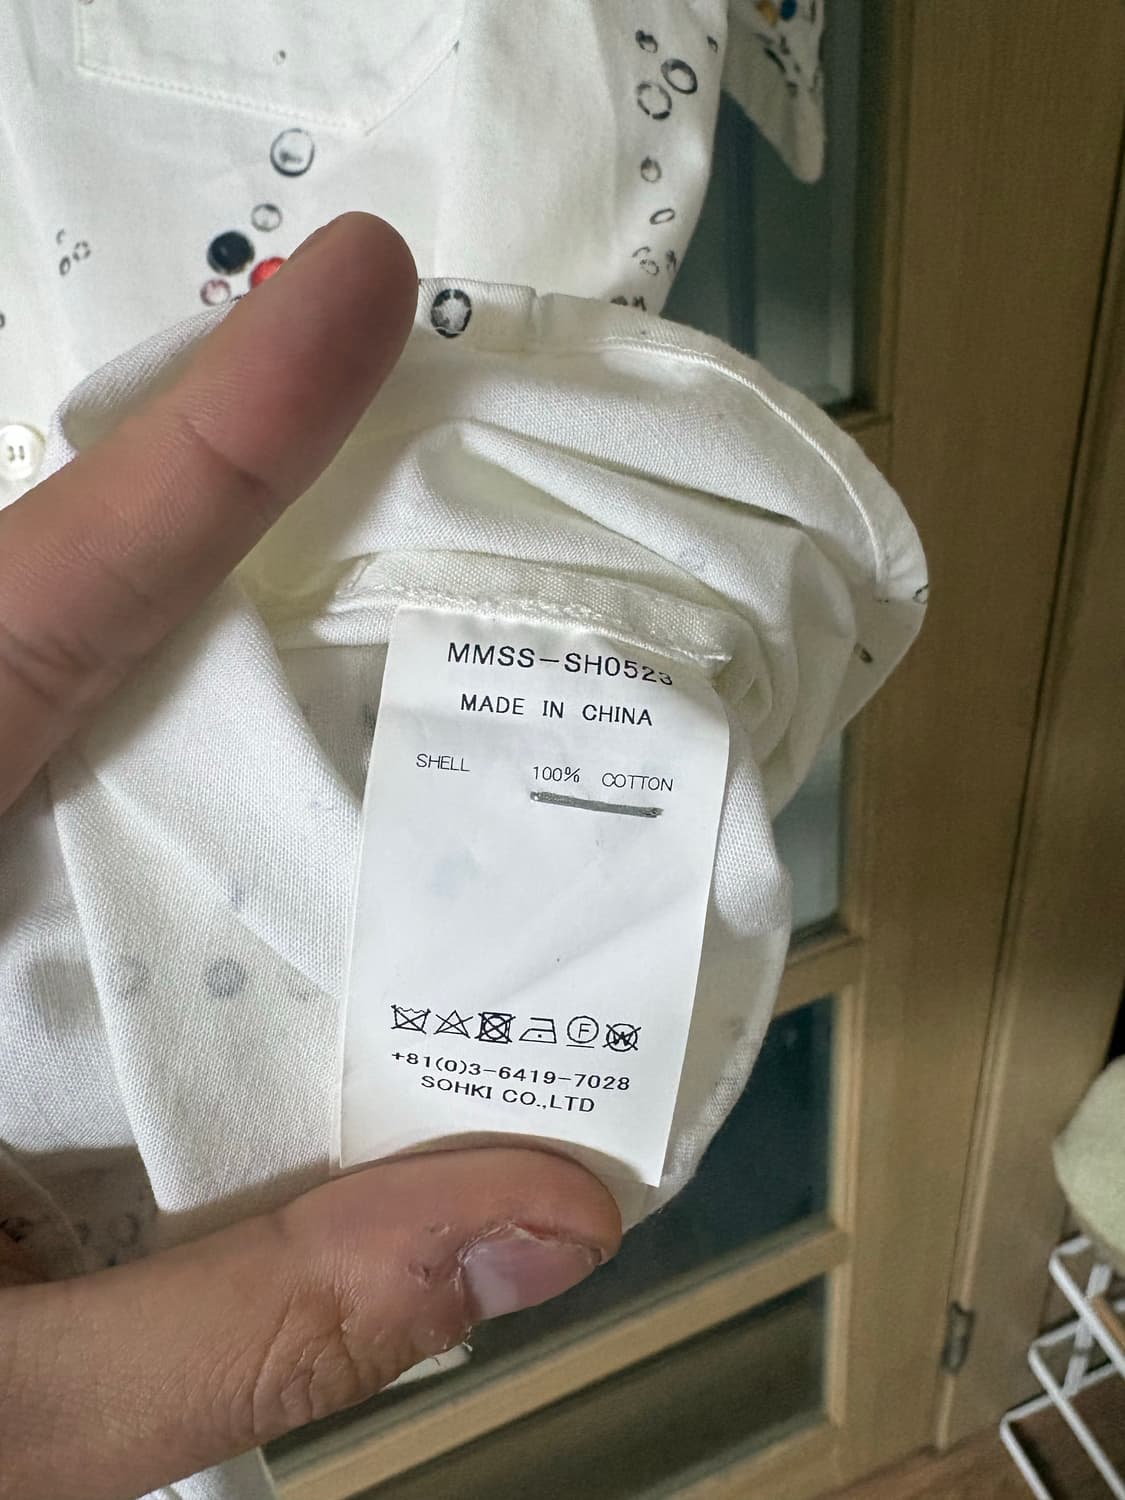 MMSS-SH0523
MADE IN CHINA
SHELL 100% COTTON
F W
+81(0)3-6419-7028
SOHKI CO.,LTD